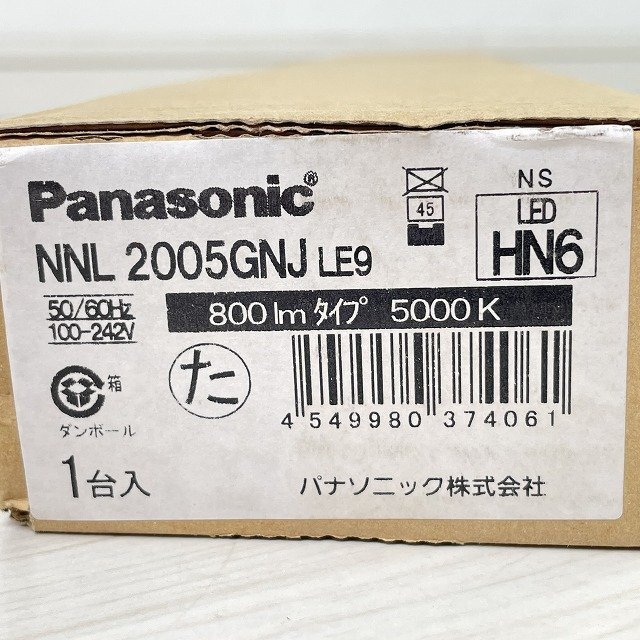 Panasonic®
NNL 2005GNJ LE9
45
NS
LED
HN6
50/60Hz
100-242V
800 lm タイプ 5000K
た
箱
ダンボール
4 549980 374061
1台入
パナソニック株式会社